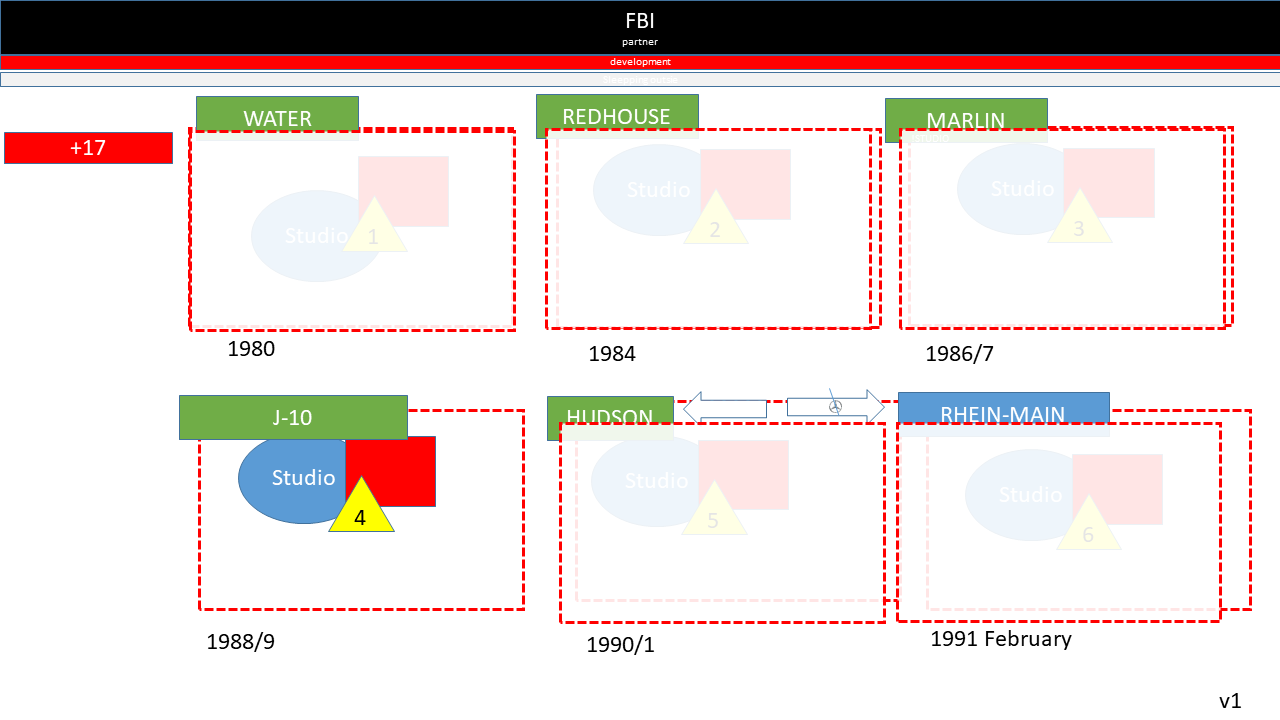 FBI
partner
development
WATER
REDHOUSE
MARLIN
+17
Studio
1
Studio
2
Studio
3
1980
1984
1986/7
J-10
HUDSON
RHEIN-MAIN
Studio
4
Studio
5
Studio
6
1988/9
1990/1
1991 February
v1